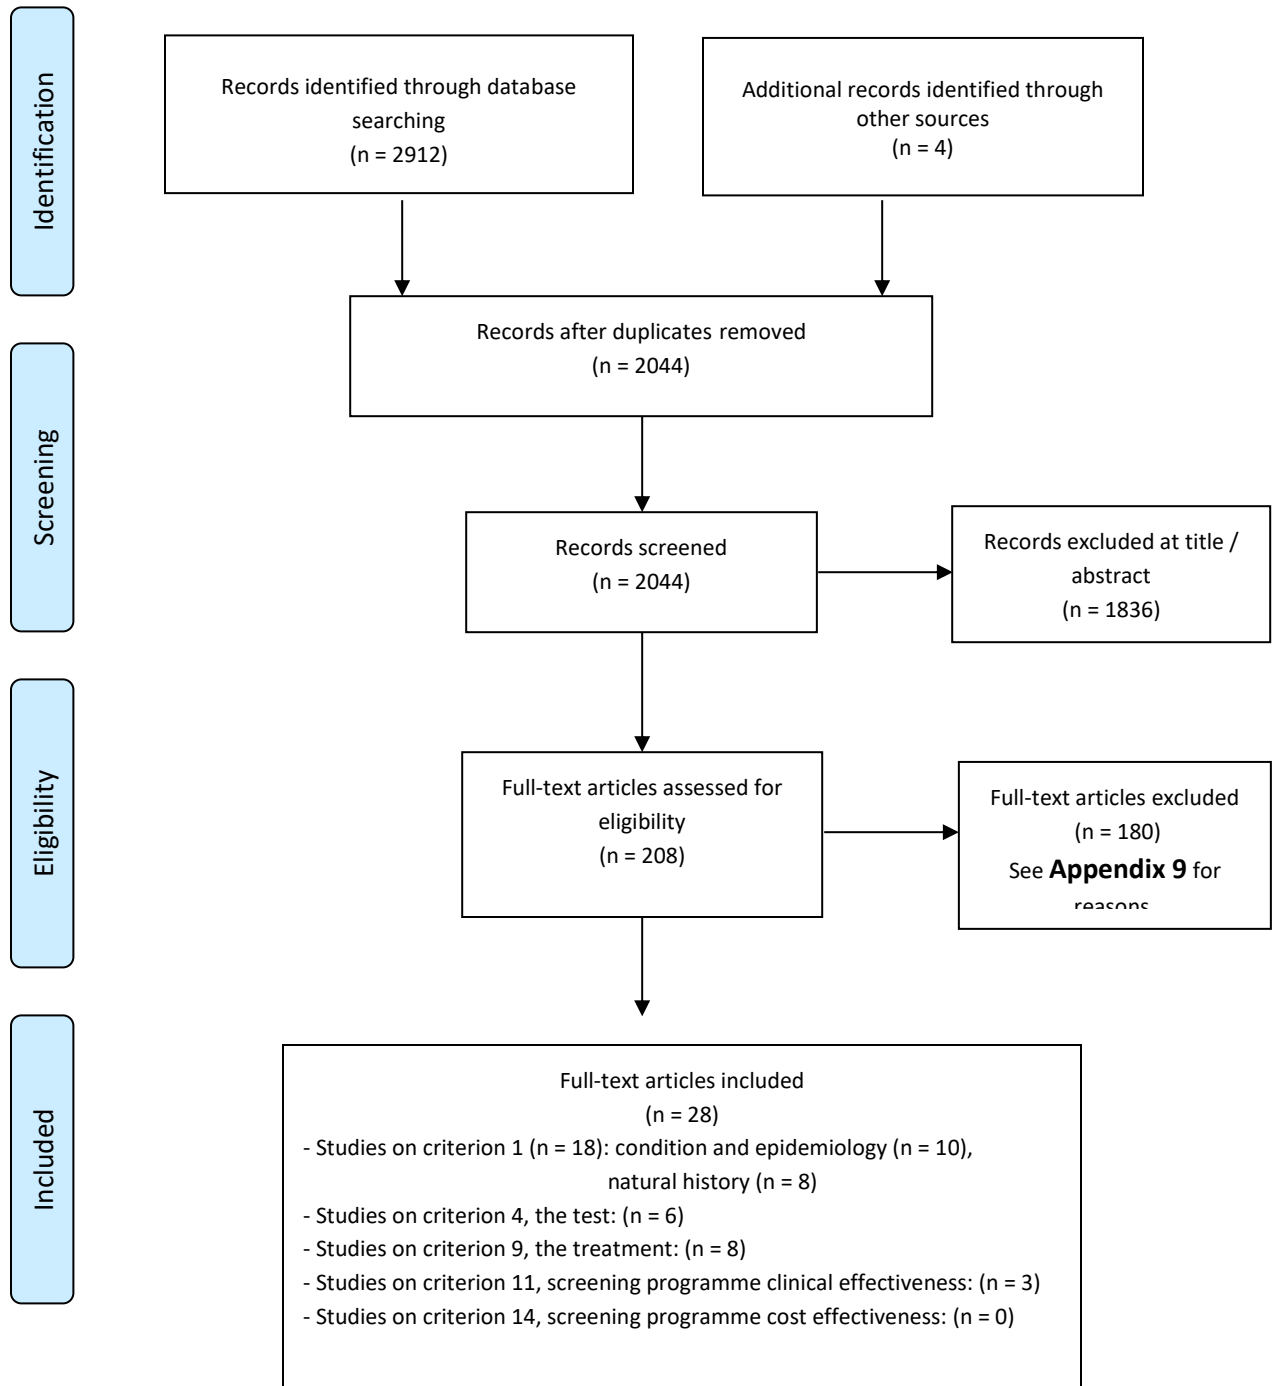 Identification
Records identified through database
searching
(n = 2912)
Additional records identified through
other sources
(n = 4)
Records after duplicates removed
(n = 2044)
Screening
Records screened
(n = 2044)
Records excluded at title /
abstract
(n = 1836)
Eligibility
Full-text articles assessed for
eligibility
(n = 208)
Full-text articles excluded
(n = 180)
See Appendix 9 for
reasons
Included
Full-text articles included
(n = 28)
- Studies on criterion 1 (n = 18): condition and epidemiology (n = 10),
natural history (n = 8)
- Studies on criterion 4, the test: (n = 6)
- Studies on criterion 9, the treatment: (n = 8)
- Studies on criterion 11, screening programme clinical effectiveness: (n = 3)
- Studies on criterion 14, screening programme cost effectiveness: (n = 0)